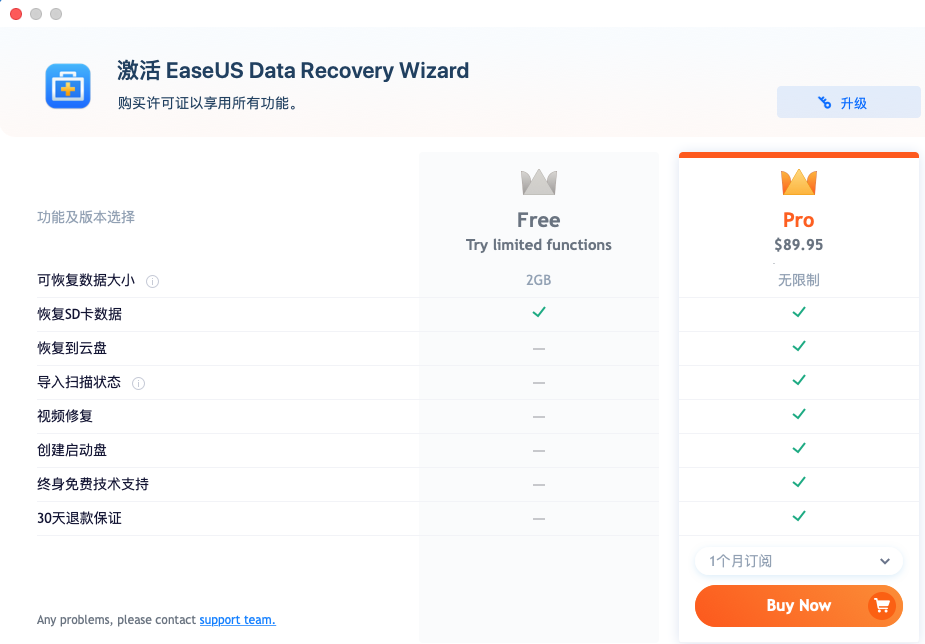 激活 EaseUS Data Recovery Wizard
购买许可证以享用所有功能。
升级
功能及版本选择
Free
Try limited functions
Pro
$89.95
可恢复数据大小 2GB 无限制
恢复SD卡数据
恢复到云盘
导入扫描状态
视频修复
创建启动盘
终身免费技术支持
30天退款保证
1个月订阅
Buy Now
Any problems, please contact support team.